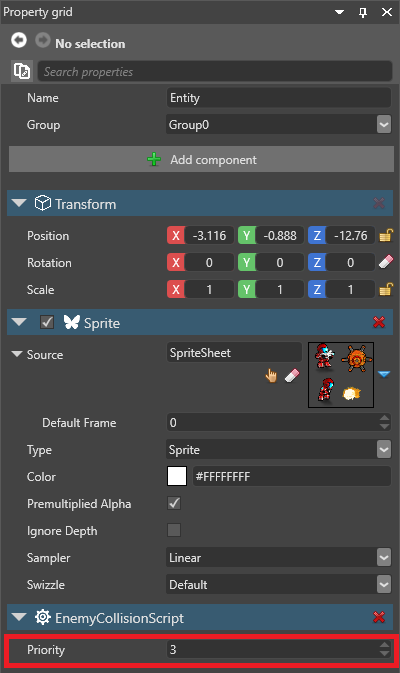 Property grid
No selection
Search properties
Name Entity
Group Group0
Add component
Transform
Position X -3.116 Y -0.888 Z -12.76
Rotation X 0 Y 0 Z 0
Scale X 1 Y 1 Z 1
Sprite
Source SpriteSheet
Default Frame 0
Type Sprite
Color #FFFFFFFF
Premultiplied Alpha
Ignore Depth
Sampler Linear
Swizzle Default
EnemyCollisionScript
Priority 3